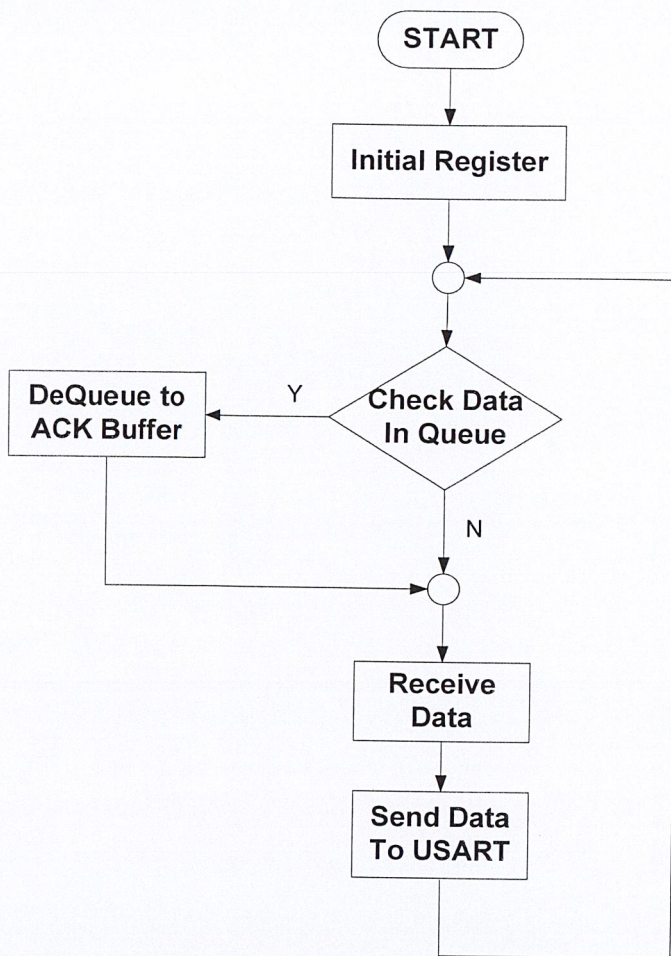 START
Initial Register
Check Data
In Queue
Y
DeQueue to
ACK Buffer
N
Receive
Data
Send Data
To USART